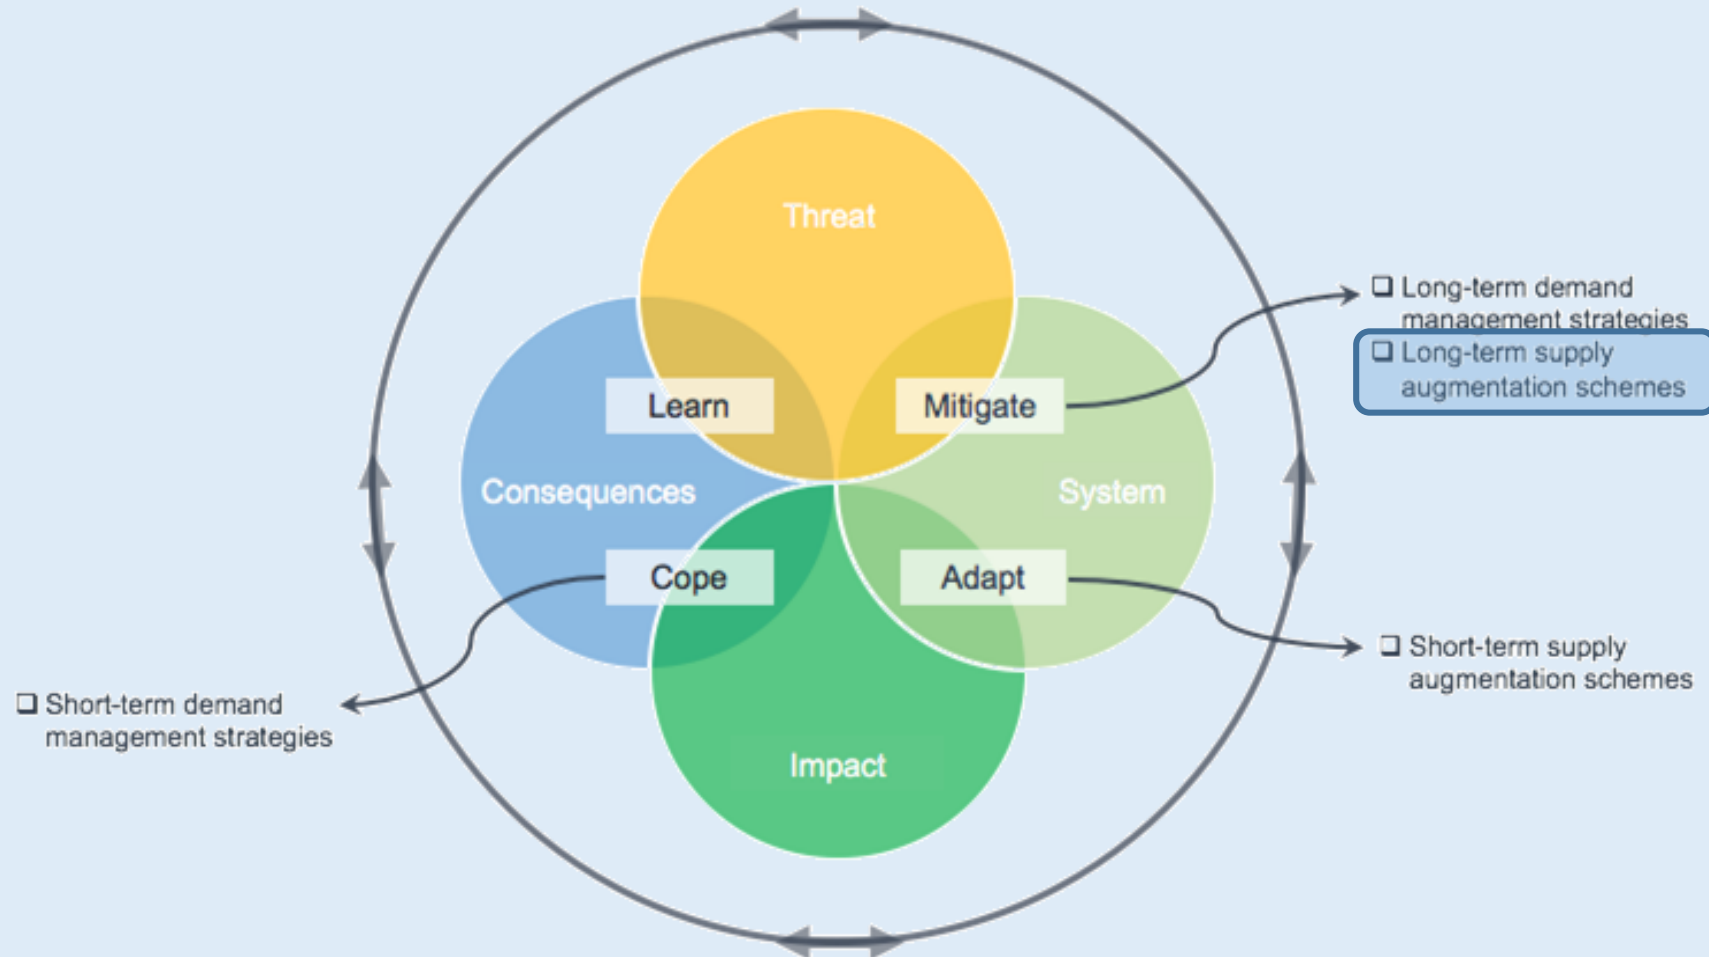 Threat
❑ Long-term demand
management strategies
❑ Long-term supply
augmentation schemes
Learn
Mitigate
Consequences
System
Cope
Adapt
❑ Short-term supply
augmentation schemes
❑ Short-term demand
management strategies
Impact